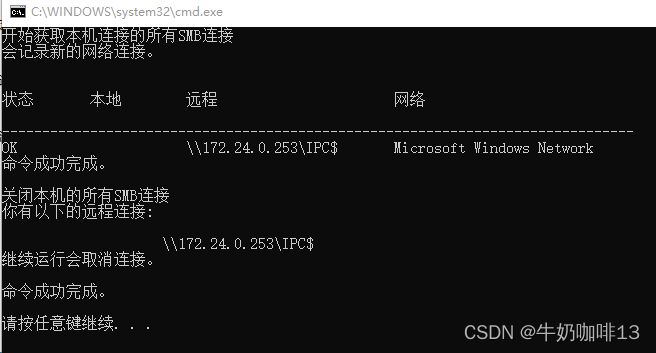 C:\WINDOWS\system32\cmd.exe
开始获取本机连接的所有SMB连接
会记录新的网络连接。
状态 本地 远程 网络
-------------------------------------------------------------------------------
OK \\172.24.0.253\IPC$ Microsoft Windows Network
命令成功完成。
关闭本机的所有SMB连接
你有以下的远程连接:
\\172.24.0.253\IPC$
继续运行会取消连接。
命令成功完成。
请按任意键继续. . .
CSDN @牛奶咖啡13